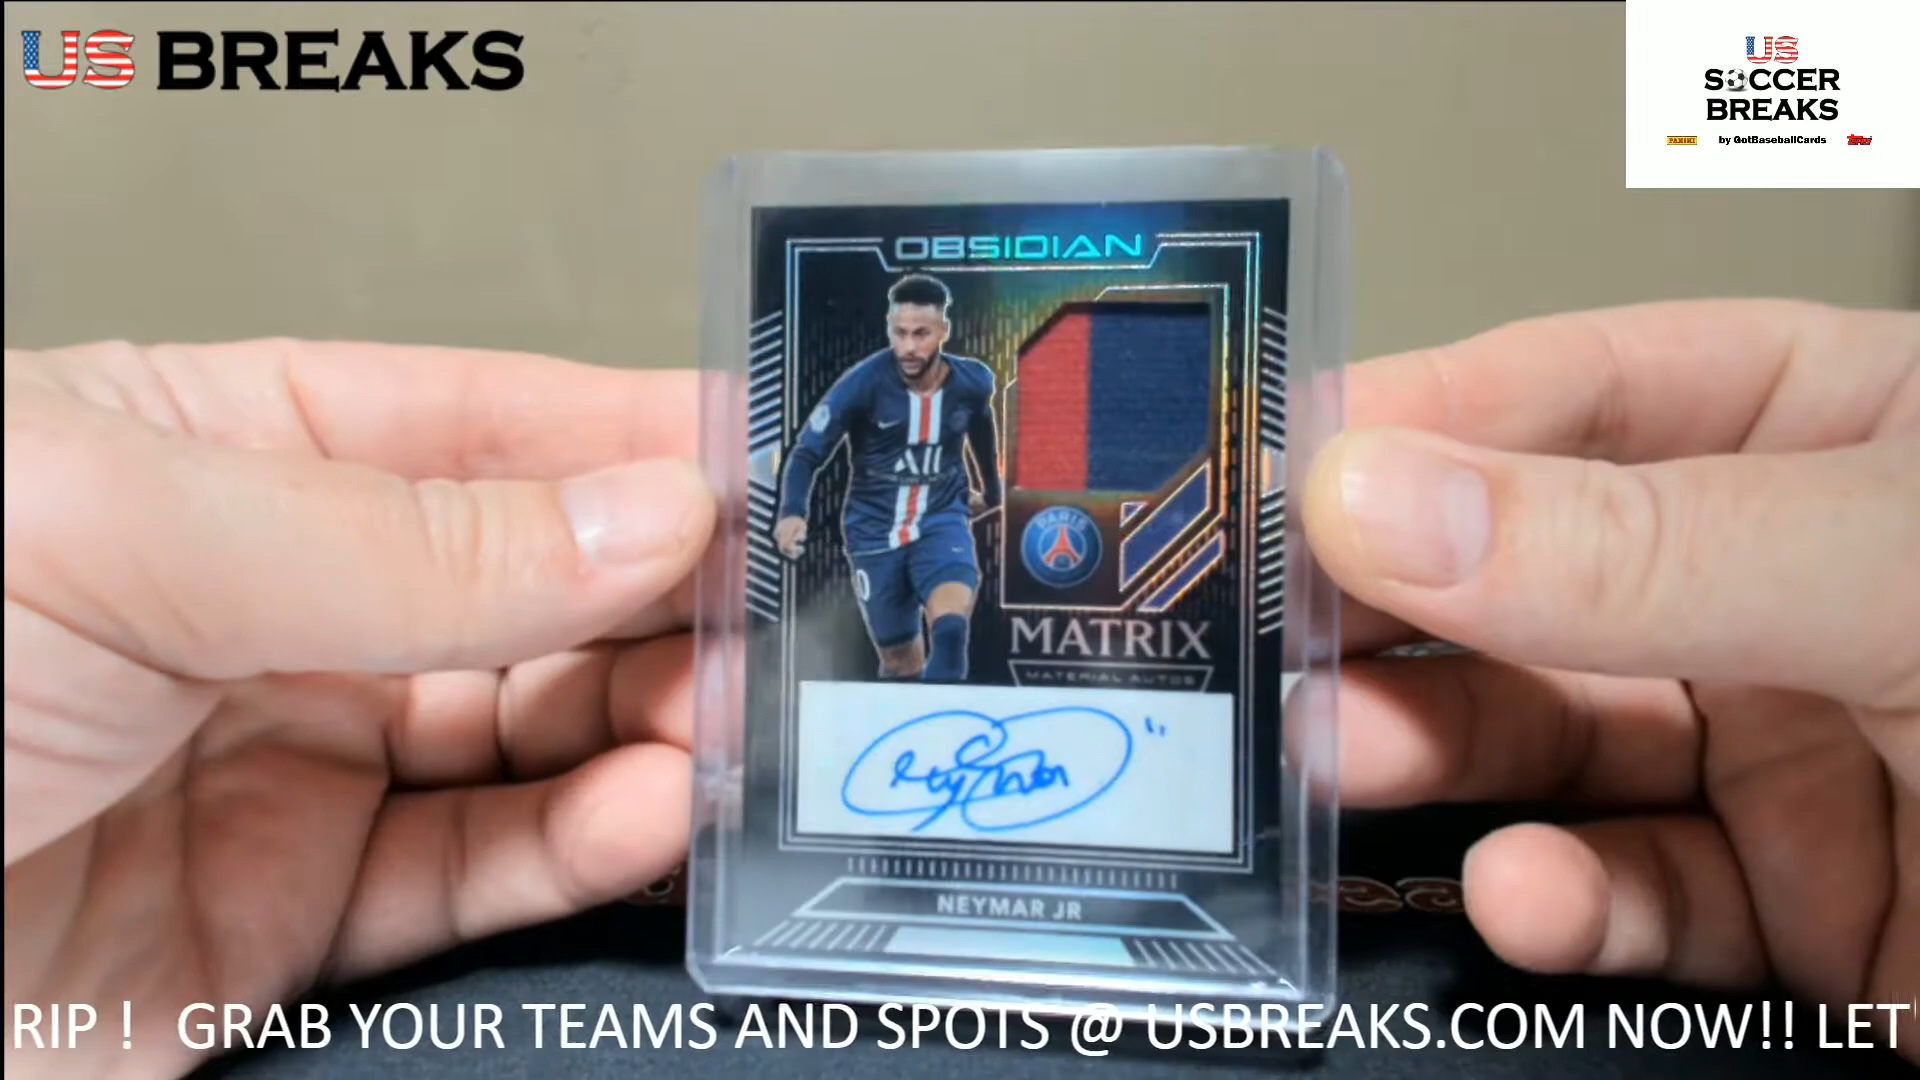 US BREAKS
US
SOCCER
BREAKS
PANINI by GotBaseballCards Topps
OBSIDIAN
PARIS
MATRIX
MATERIAL AUTOS
NEYMAR JR
RIP ! GRAB YOUR TEAMS AND SPOTS @ USBREAKS.COM NOW!! LET